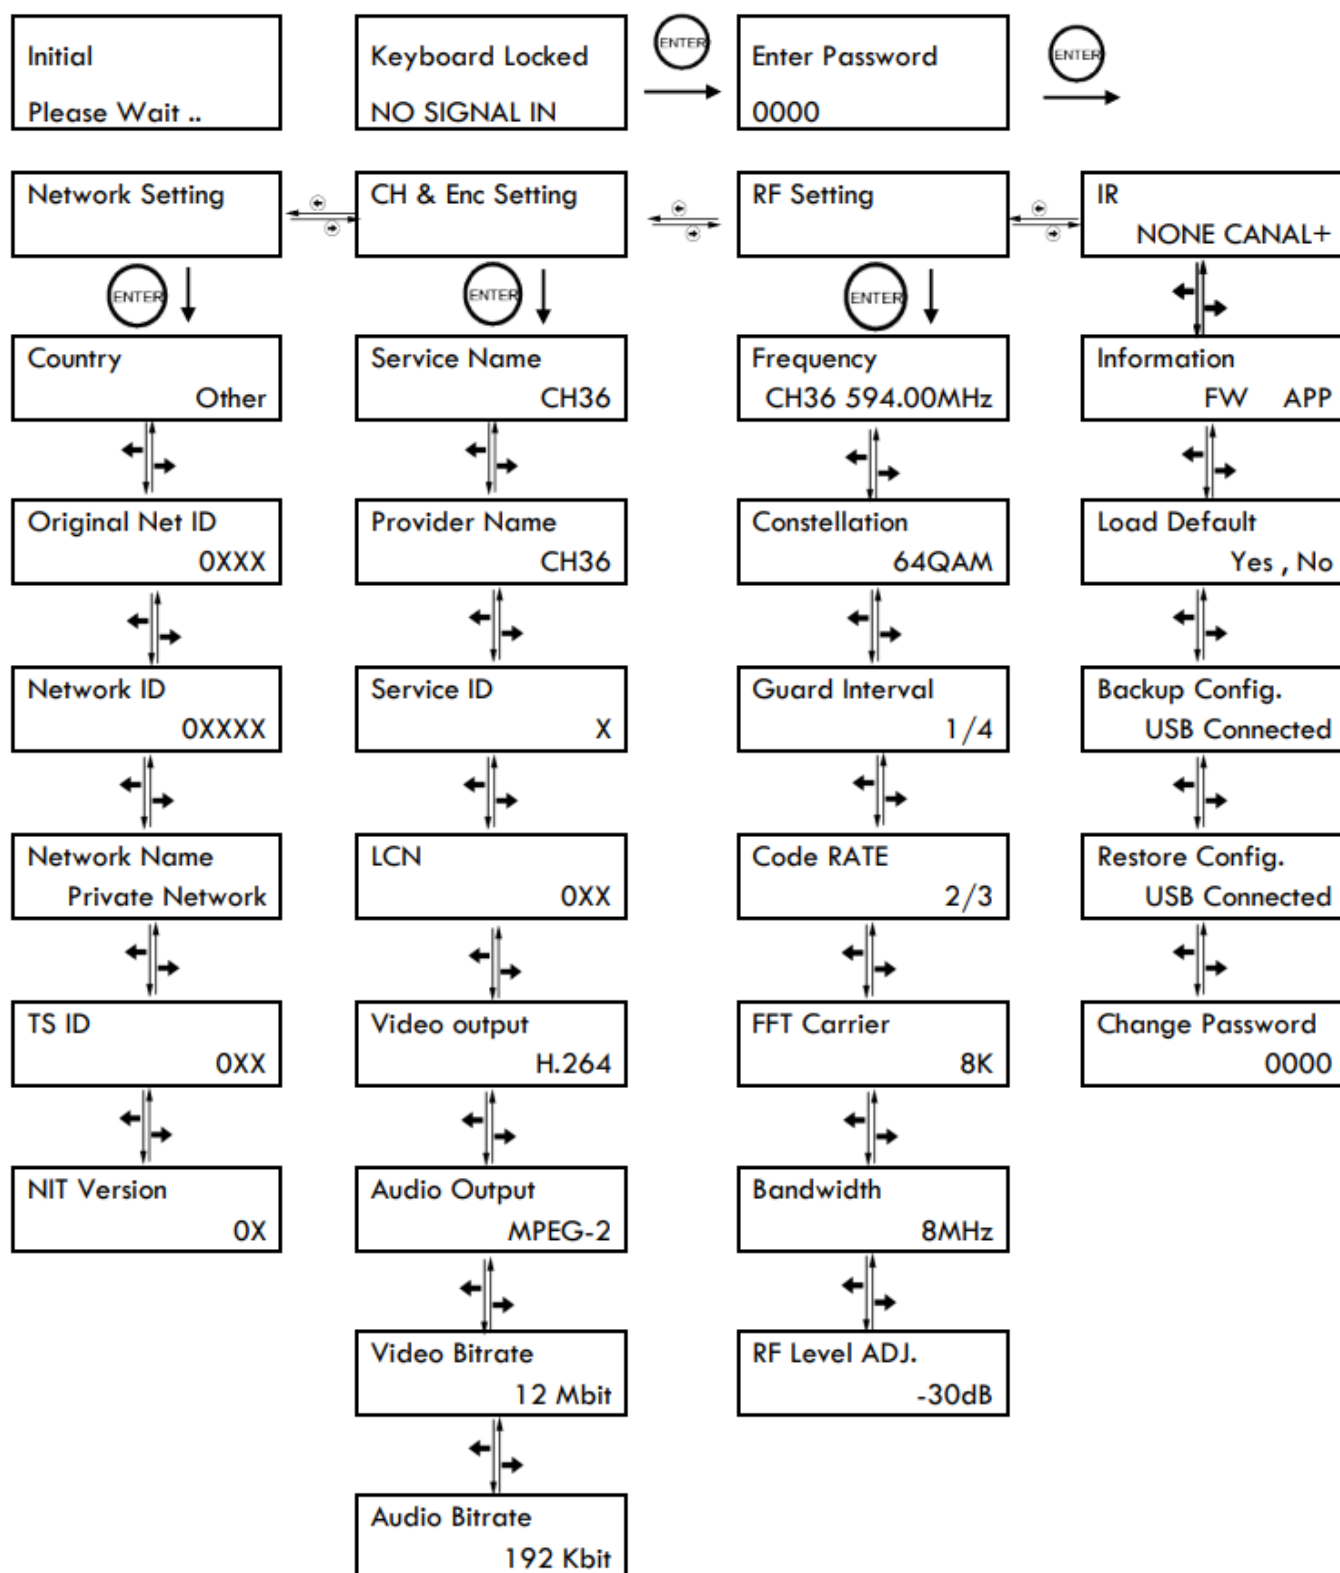 Initial
Please Wait ..
Keyboard Locked
NO SIGNAL IN
ENTER
Enter Password
0000
ENTER
Network Setting
CH & Enc Setting
RF Setting
IR
NONE CANAL+
ENTER
Country
Other
Original Net ID
0XXX
Network ID
0XXXX
Network Name
Private Network
TS ID
0XX
NIT Version
0X
ENTER
Service Name
CH36
Provider Name
CH36
Service ID
X
LCN
0XX
Video output
H.264
Audio Output
MPEG-2
Video Bitrate
12 Mbit
Audio Bitrate
192 Kbit
ENTER
Frequency
CH36 594.00MHz
Constellation
64QAM
Guard Interval
1/4
Code RATE
2/3
FFT Carrier
8K
Bandwidth
8MHz
RF Level ADJ.
-30dB
Information
FW APP
Load Default
Yes , No
Backup Config.
USB Connected
Restore Config.
USB Connected
Change Password
0000